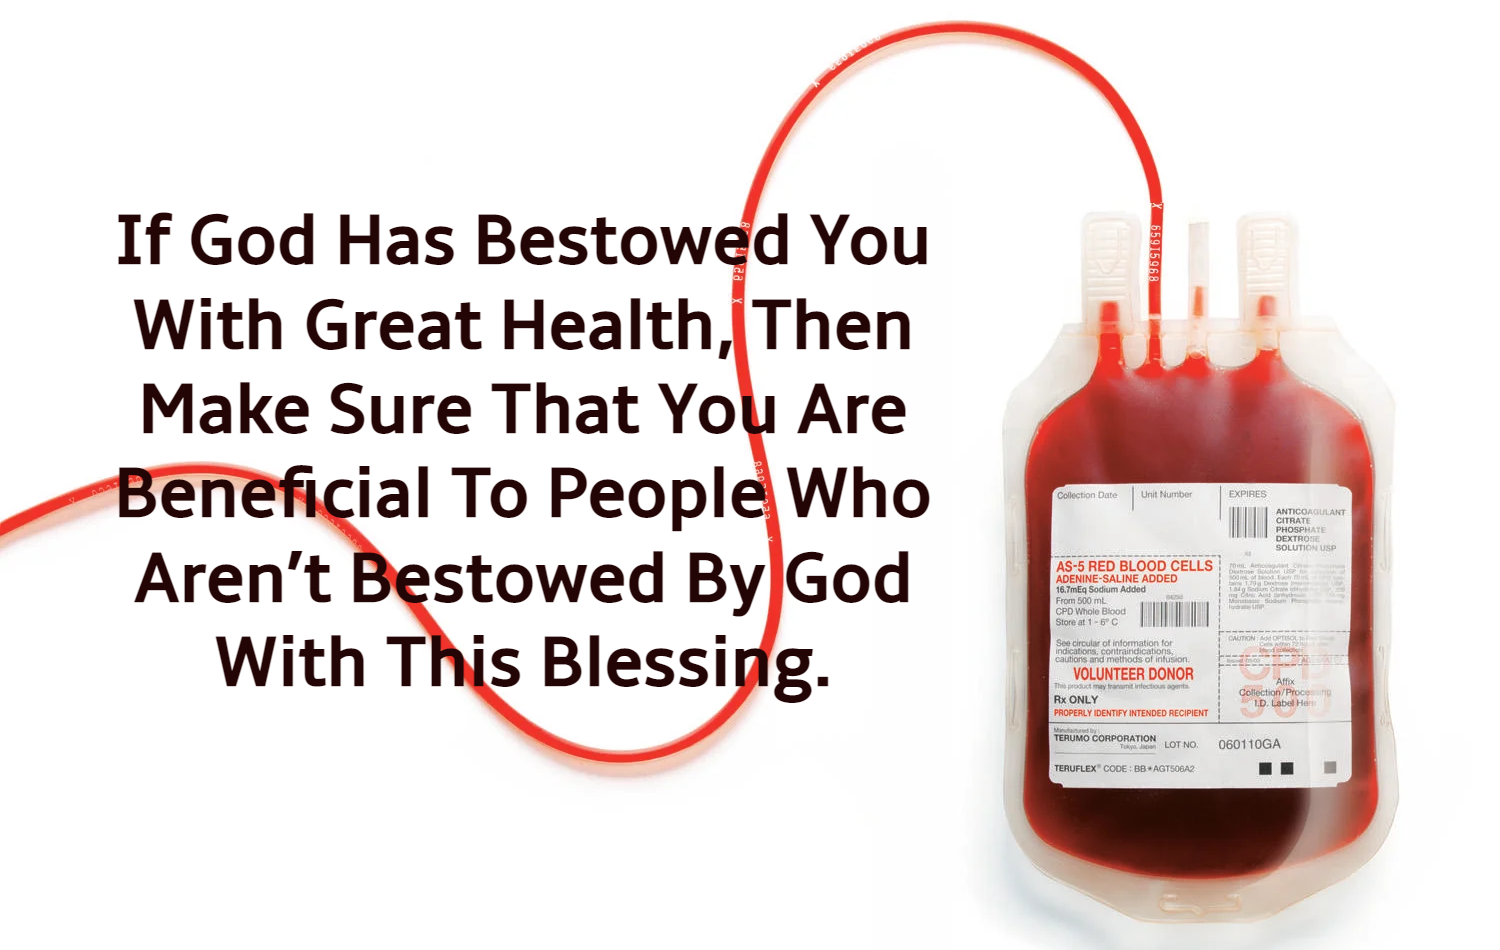 If God Has Bestowed You
With Great Health, Then
Make Sure That You Are
Beneficial To People Who
Aren’t Bestowed By God
With This Blessing.
65915968
Collection Date
Unit Number
EXPIRES
ANTICOAGULANT
CITRATE
PHOSPHATE
DEXTROSE
SOLUTION USP
AS-5 RED BLOOD CELLS
ADENINE-SALINE ADDED
16.7mEq Sodium Added
From 500 mL
CPD Whole Blood
Store at 1 - 6° C
See circular of information for
indications, contraindications,
cautions and methods of infusion.
VOLUNTEER DONOR
This product may transmit infectious agents.
Rx ONLY
PROPERLY IDENTIFY INTENDED RECIPIENT
Affix
Collection/Processing
I.D. Label Here
Manufactured by :
TERUMO CORPORATION
Tokyo, Japan
LOT NO. 060110GA
TERUFLEX® CODE : BB*AGT506A2